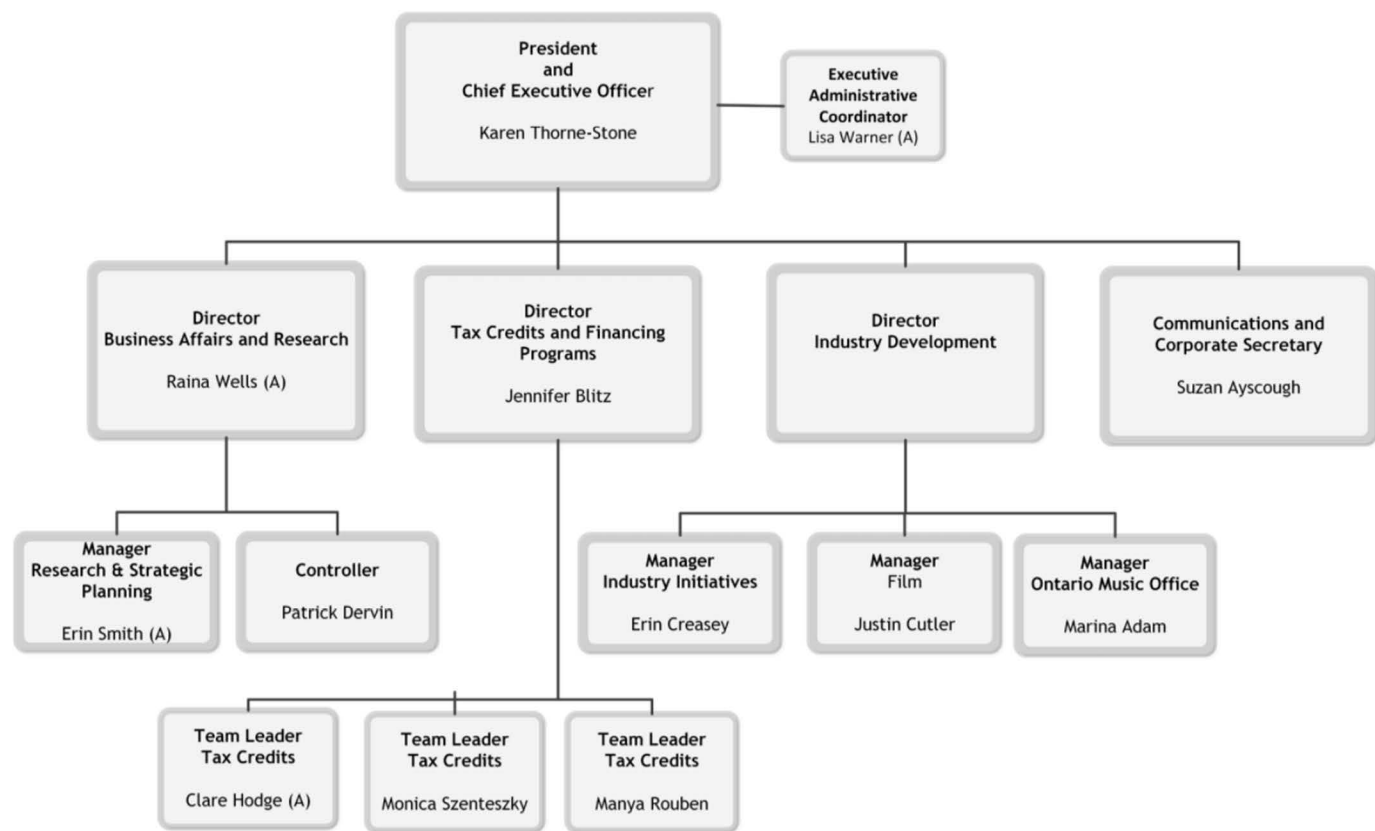 President
and
Chief Executive Officer
Karen Thorne-Stone
Executive
Administrative
Coordinator
Lisa Warner (A)
Director
Business Affairs and Research
Raina Wells (A)
Director
Tax Credits and Financing
Programs
Jennifer Blitz
Director
Industry Development
Communications and
Corporate Secretary
Suzan Ayscough
Manager
Research & Strategic
Planning
Erin Smith (A)
Controller
Patrick Dervin
Manager
Industry Initiatives
Erin Creasey
Manager
Film
Justin Cutler
Manager
Ontario Music Office
Marina Adam
Team Leader
Tax Credits
Clare Hodge (A)
Team Leader
Tax Credits
Monica Szenteszky
Team Leader
Tax Credits
Manya Rouben